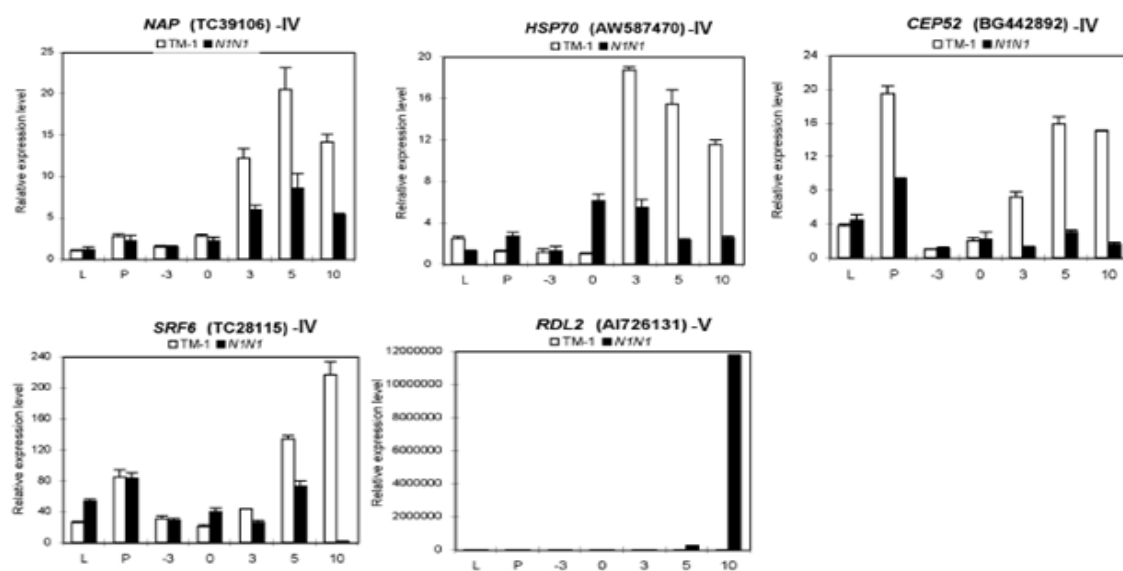 NAP (TC39106) -IV
TM-1 N1N1
Ralative expression level
25
20
15
10
5
0
L P -3 0 3 5 10
HSP70 (AW587470) -IV
TM-1 N1N1
Relrative expression level
20
16
12
8
4
0
L P -3 0 3 5 10
CEP52 (BG442892) -IV
TM-1 N1N1
Relative expression level
24
20
16
12
8
4
0
L P -3 0 3 5 10
SRF6 (TC28115) -IV
TM-1 N1N1
Relative expression level
240
200
160
120
80
40
0
L P -3 0 3 5 10
RDL2 (AI726131) -V
TM-1 N1N1
Relative expression level
12000000
10000000
8000000
6000000
4000000
2000000
0
L P -3 0 3 5 10